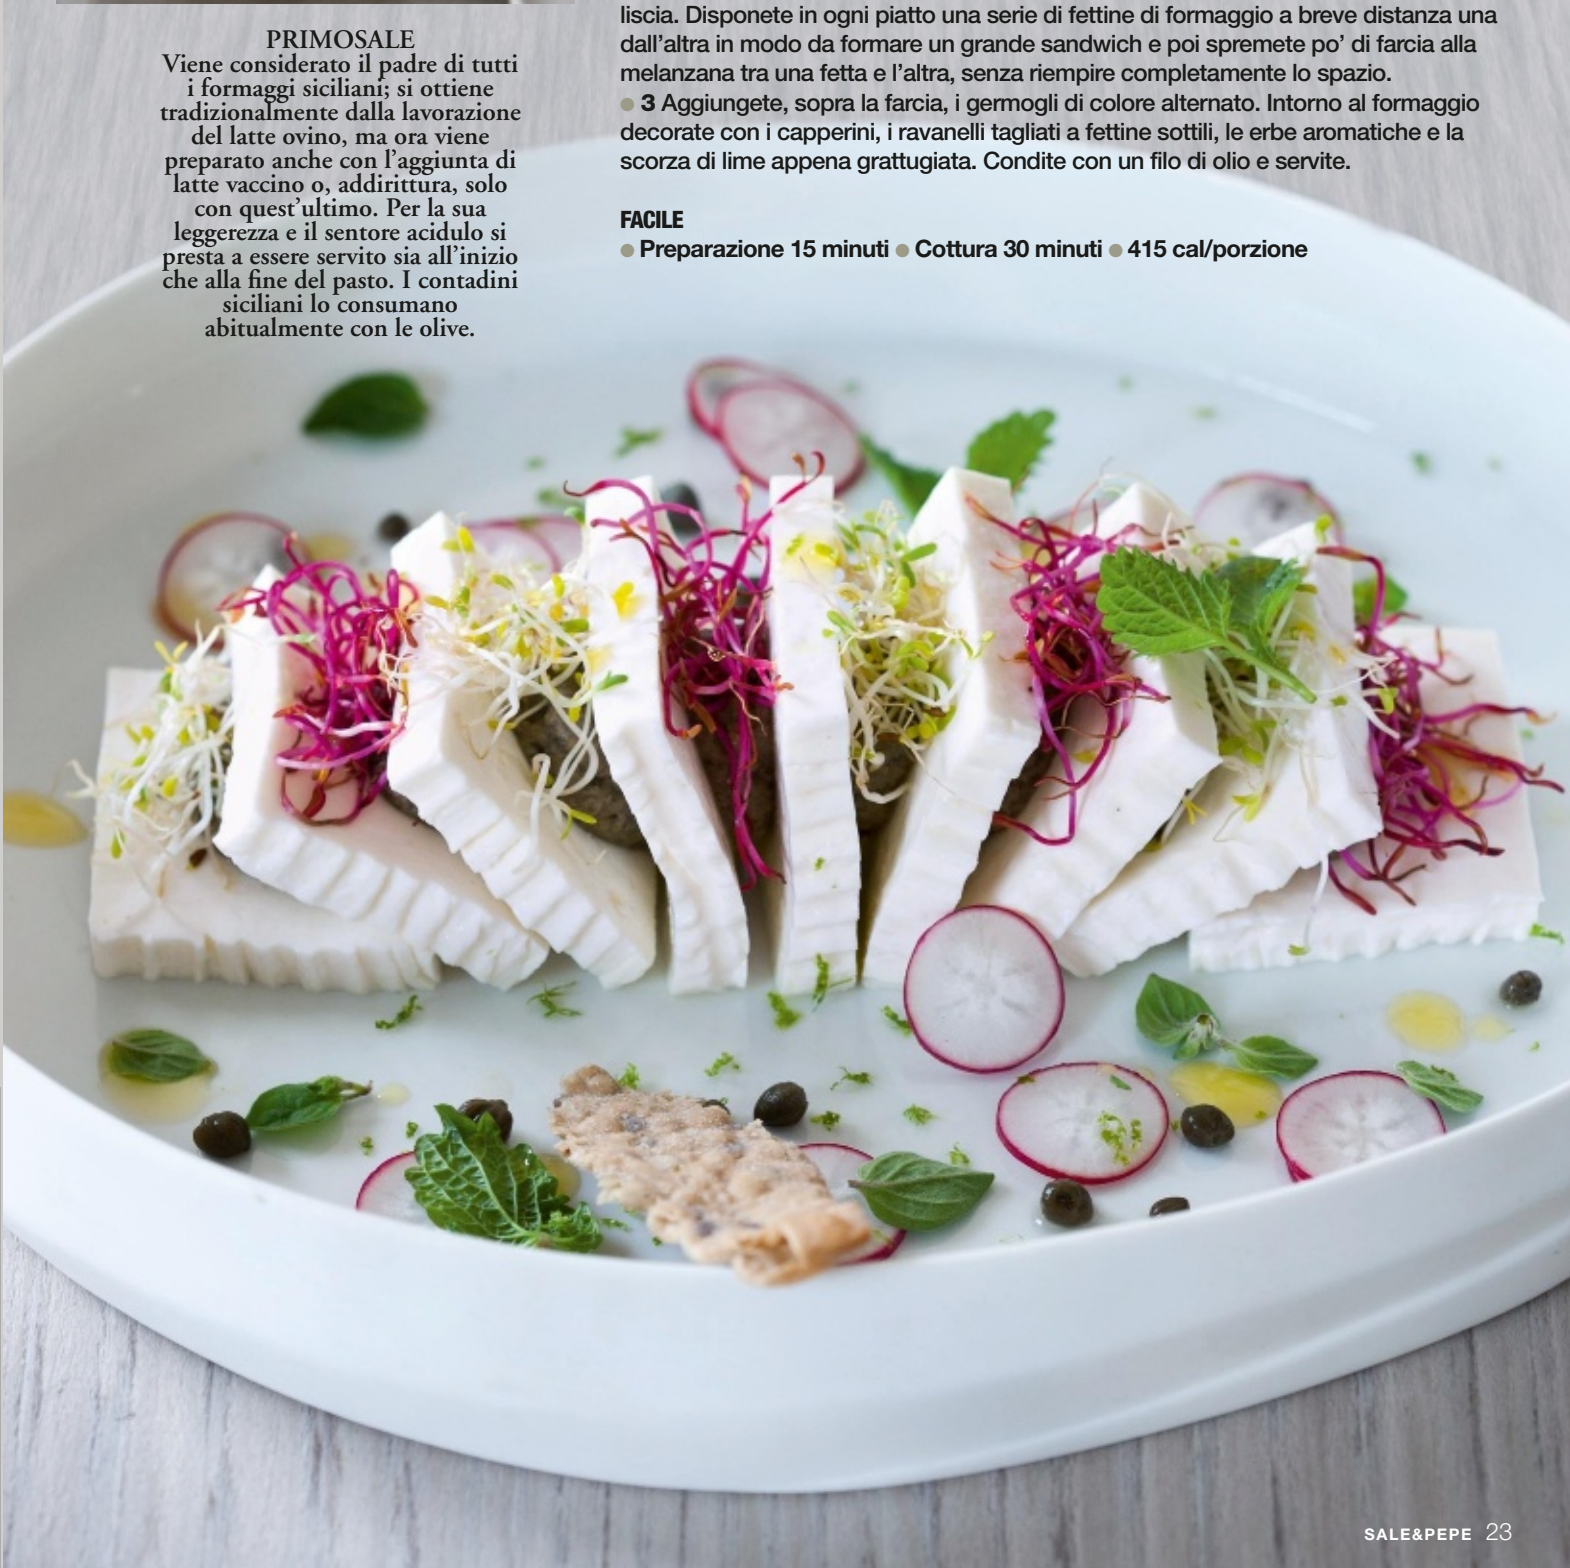 PRIMOSALE
Viene considerato il padre di tutti
i formaggi siciliani; si ottiene
tradizionalmente dalla lavorazione
del latte ovino, ma ora viene
preparato anche con l’aggiunta di
latte vaccino o, addirittura, solo
con quest’ultimo. Per la sua
leggerezza e il sentore acidulo si
presta a essere servito sia all’inizio
che alla fine del pasto. I contadini
siciliani lo consumano
abitualmente con le olive.
liscia. Disponete in ogni piatto una serie di fettine di formaggio a breve distanza una
dall’altra in modo da formare un grande sandwich e poi spremete po’ di farcia alla
melanzana tra una fetta e l’altra, senza riempire completamente lo spazio.
● 3 Aggiungete, sopra la farcia, i germogli di colore alternato. Intorno al formaggio
decorate con i capperini, i ravanelli tagliati a fettine sottili, le erbe aromatiche e la
scorza di lime appena grattugiata. Condite con un filo di olio e servite.
FACILE
● Preparazione 15 minuti ● Cottura 30 minuti ● 415 cal/porzione
SALE&PEPE 23